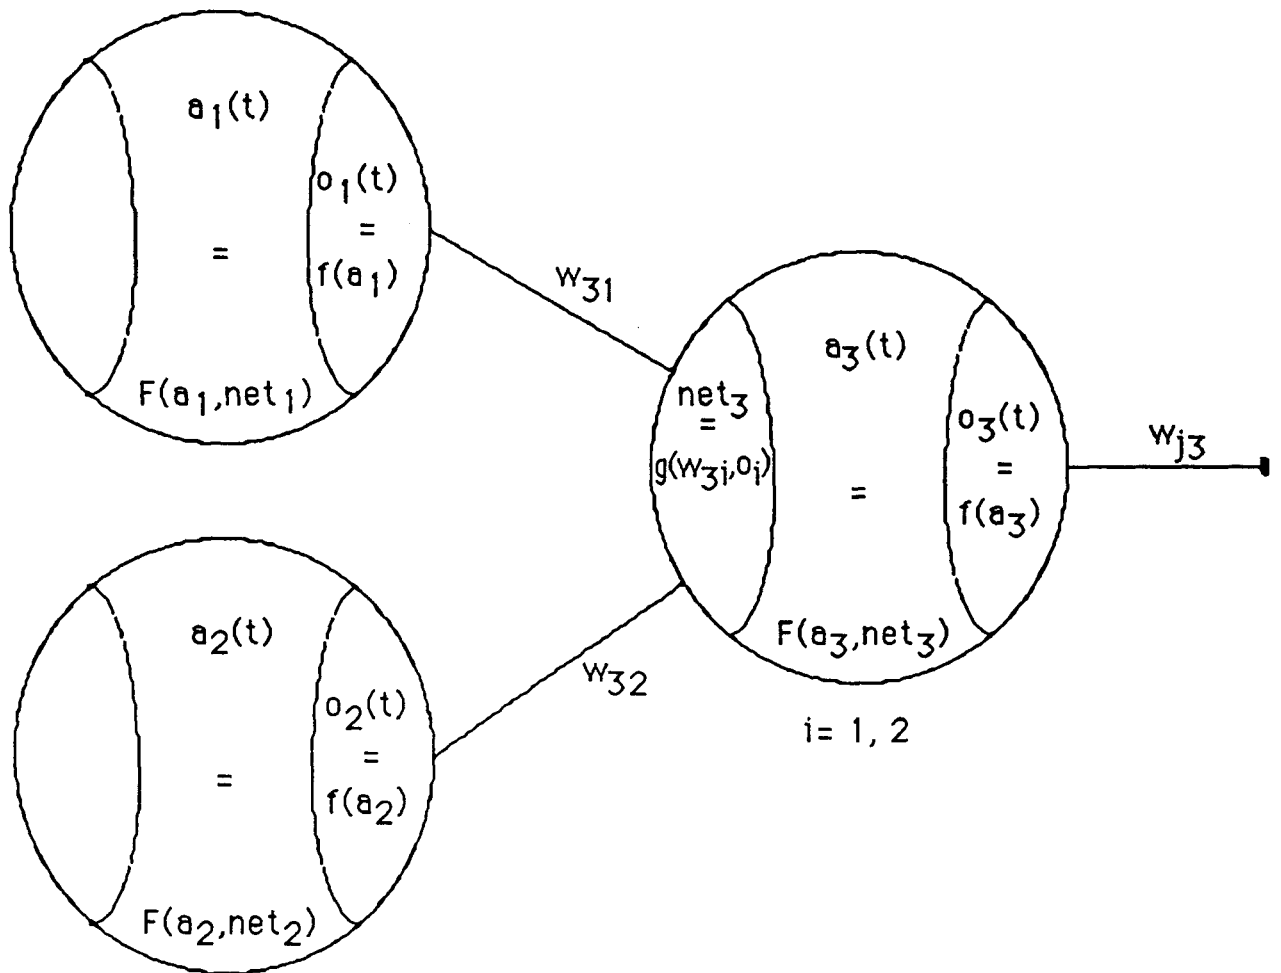 a₁(t)
=
F(a₁,net₁)
o₁(t)
=
f(a₁)
w₃₁
a₂(t)
=
F(a₂,net₂)
o₂(t)
=
f(a₂)
w₃₂
net₃
=
g(w₃ᵢ,oᵢ)
a₃(t)
=
F(a₃,net₃)
o₃(t)
=
f(a₃)
wⱼ₃
i= 1, 2